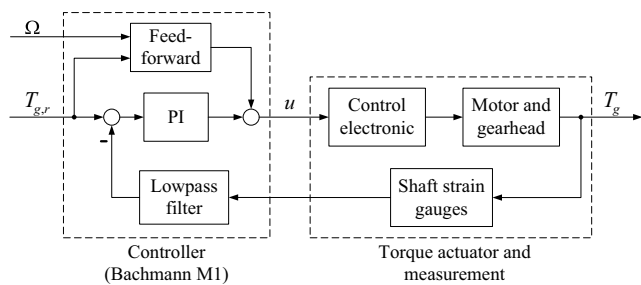 Ω
Feed-
forward
T_{g,r}
PI
-
u
Control
electronic
Motor and
gearhead
T_g
Lowpass
filter
Shaft strain
gauges
Controller
(Bachmann M1)
Torque actuator and
measurement